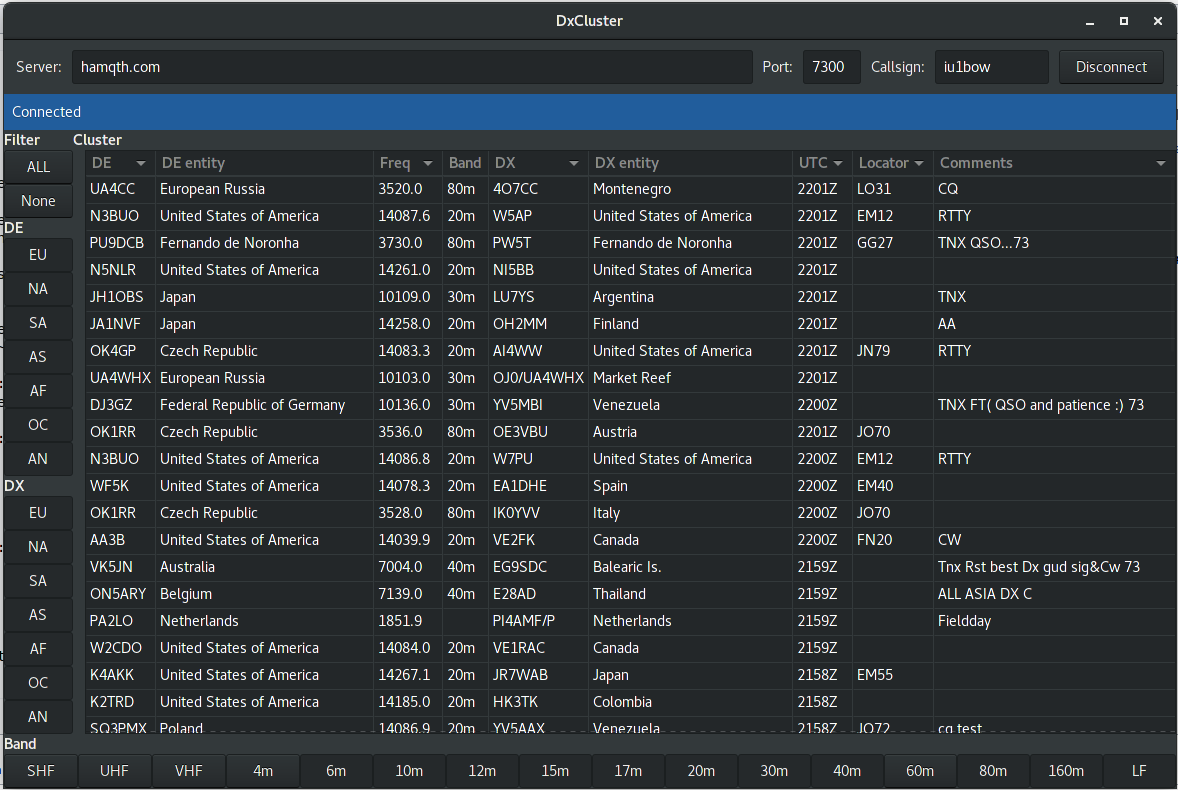 DxCluster
Server: hamqth.com Port: 7300 Callsign: iu1bow Disconnect
Connected
Filter Cluster
ALL DE DE entity Freq Band DX DX entity UTC Locator Comments
UA4CC European Russia 3520.0 80m 4O7CC Montenegro 2201Z LO31 CQ
None N3BUO United States of America 14087.6 20m W5AP United States of America 2201Z EM12 RTTY
DE
PU9DCB Fernando de Noronha 3730.0 80m PW5T Fernando de Noronha 2201Z GG27 TNX QSO...73
EU
N5NLR United States of America 14261.0 20m NI5BB United States of America 2201Z
NA JH1OBS Japan 10109.0 30m LU7YS Argentina 2201Z TNX
SA JA1NVF Japan 14258.0 20m OH2MM Finland 2201Z AA
AS OK4GP Czech Republic 14083.3 20m AI4WW United States of America 2201Z JN79 RTTY
UA4WHX European Russia 10103.0 30m OJ0/UA4WHX Market Reef 2201Z
AF
DJ3GZ Federal Republic of Germany 10136.0 30m YV5MBI Venezuela 2200Z TNX FT( QSO and patience :) 73
OC OK1RR Czech Republic 3536.0 80m OE3VBU Austria 2201Z JO70
AN N3BUO United States of America 14086.8 20m W7PU United States of America 2200Z EM12 RTTY
DX WF5K United States of America 14078.3 20m EA1DHE Spain 2200Z EM40
EU OK1RR Czech Republic 3528.0 80m IK0YVV Italy 2200Z JO70
NA AA3B United States of America 14039.9 20m VE2FK Canada 2200Z FN20 CW
VK5JN Australia 7004.0 40m EG9SDC Balearic Is. 2159Z Tnx Rst best Dx gud sig&Cw 73
SA
ON5ARY Belgium 7139.0 40m E28AD Thailand 2159Z ALL ASIA DX C
AS PA2LO Netherlands 1851.9 PI4AMF/P Netherlands 2159Z Fieldday
AF W2CDO United States of America 14084.0 20m VE1RAC Canada 2159Z
K4AKK United States of America 14267.1 20m JR7WAB Japan 2158Z EM55
OC
K2TRD United States of America 14185.0 20m HK3TK Colombia 2158Z
AN
SQ3PMX Poland 14086.9 20m YV5AAX Venezuela 2158Z JO72 cq test
Band
SHF UHF VHF 4m 6m 10m 12m 15m 17m 20m 30m 40m 60m 80m 160m LF